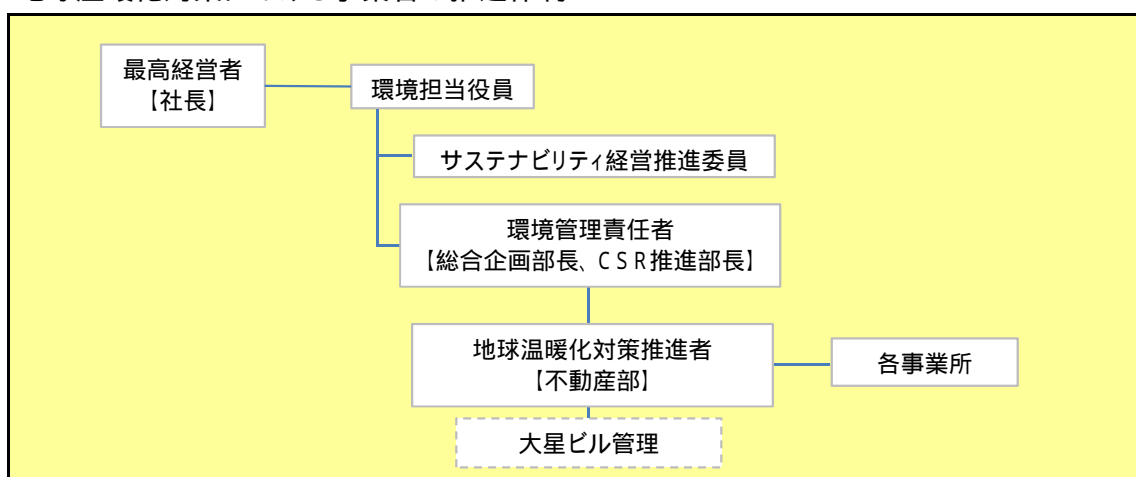 最高経営者
【社長】
環境担当役員
サステナビリティ経営推進委員
環境管理責任者
【総合企画部長、CSR推進部長】
地球温暖化対策推進者
【不動産部】
各事業所
大星ビル管理